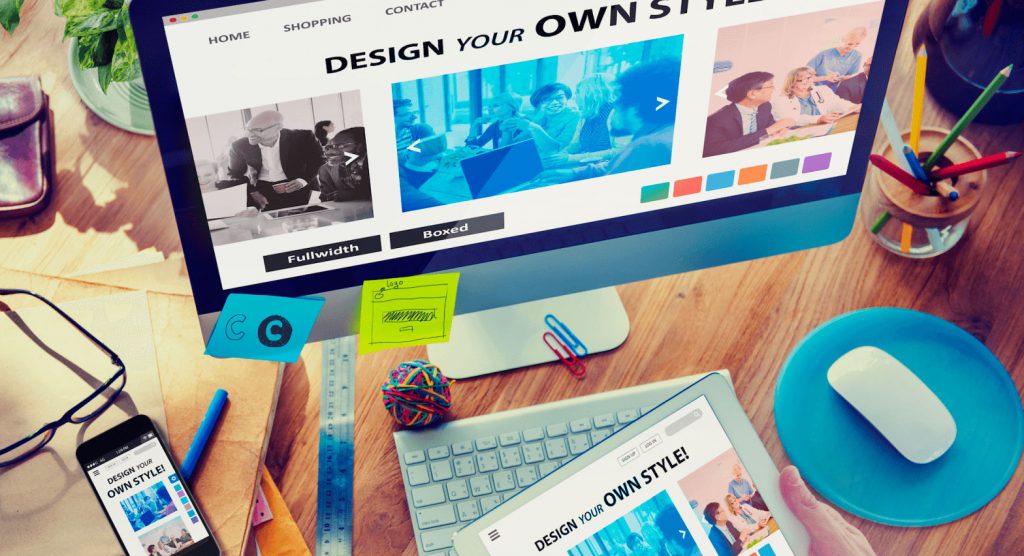 HOME SHOPPING CONTACT
DESIGN YOUR OWN STYLE!
Fullwidth
Boxed
C C
logo
DESIGN YOUR
OWN STYLE!
SIGN UP LOG IN
DESIGN YOUR OWN STYLE!